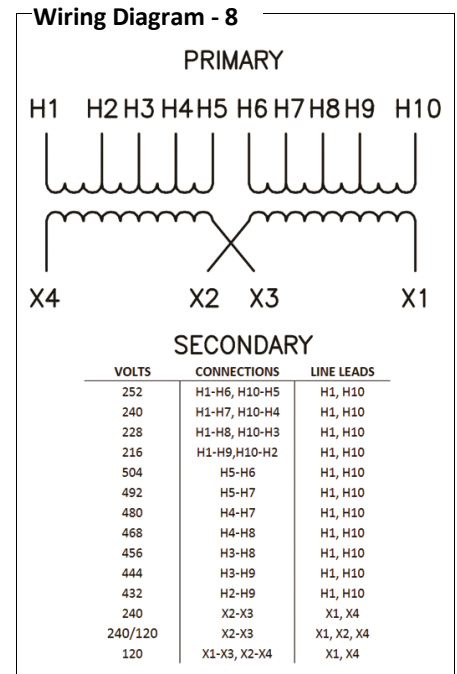 Wiring Diagram - 8
PRIMARY
H1 H2 H3 H4 H5 H6 H7 H8 H9 H10
X4 X2 X3 X1
SECONDARY
VOLTS CONNECTIONS LINE LEADS
252 H1-H6, H10-H5 H1, H10
240 H1-H7, H10-H4 H1, H10
228 H1-H8, H10-H3 H1, H10
216 H1-H9,H10-H2 H1, H10
504 H5-H6 H1, H10
492 H5-H7 H1, H10
480 H4-H7 H1, H10
468 H4-H8 H1, H10
456 H3-H8 H1, H10
444 H3-H9 H1, H10
432 H2-H9 H1, H10
240 X2-X3 X1, X4
240/120 X2-X3 X1, X2, X4
120 X1-X3, X2-X4 X1, X4